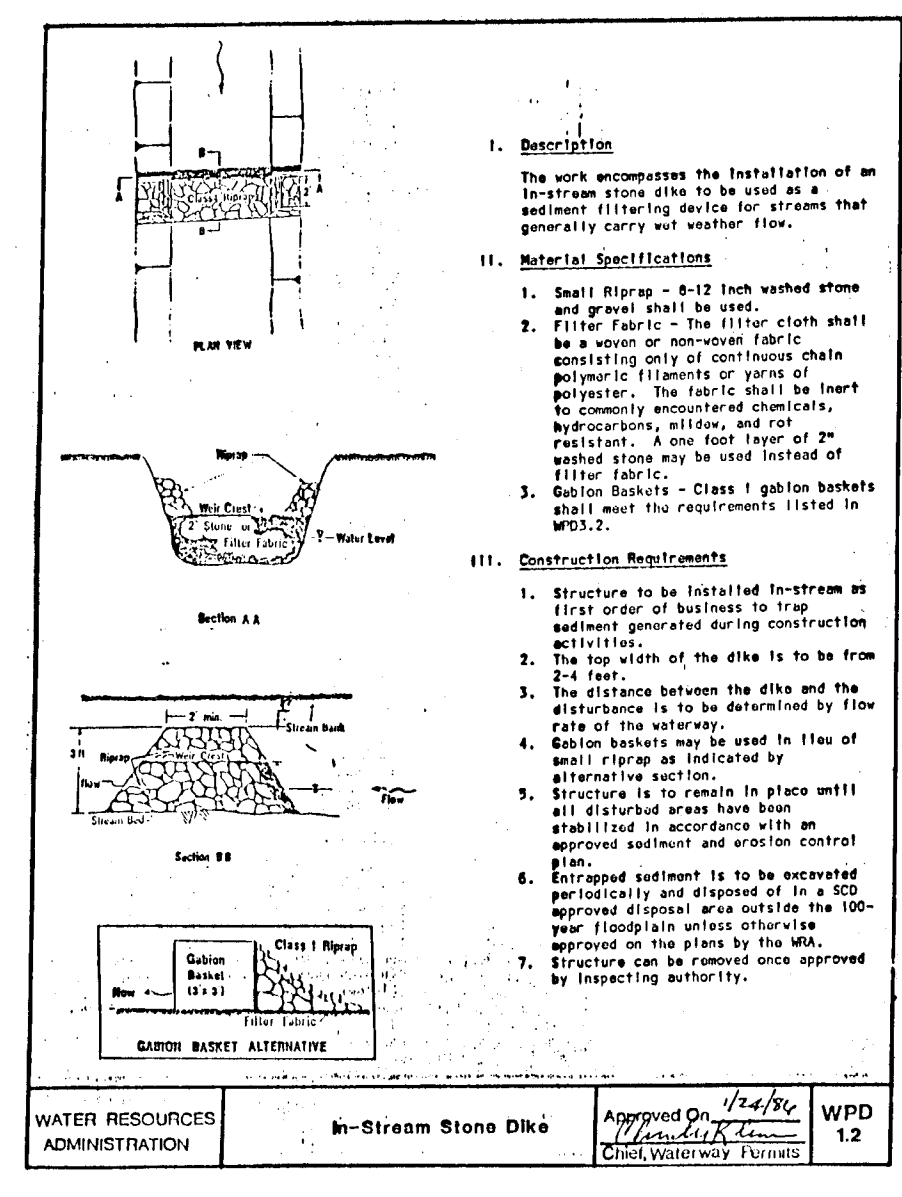 B
A
A
2'
Class I Riprap
B
PLAN VIEW
Riprap
Weir Crest
2" Stone or
Filter Fabric
Water Level
Section A A
2' min.
Stream Bank
3 ft
Riprap
Weir Crest
flow
Flow
Stream Bed
Section BB
Class I Riprap
Gabion
Basket
(3'x 3')
Flow
Filter Fabric
GABION BASKET ALTERNATIVE
I. Description
The work encompasses the installation of an
in-stream stone dike to be used as a
sediment filtering device for streams that
generally carry wet weather flow.
II. Material Specifications
1. Small Riprap - 6-12 inch washed stone
and gravel shall be used.
2. Filter Fabric - The filter cloth shall
be a woven or non-woven fabric
consisting only of continuous chain
polymeric filaments or yarns of
polyester. The fabric shall be inert
to commonly encountered chemicals,
hydrocarbons, mildew, and rot
resistant. A one foot layer of 2"
washed stone may be used instead of
filter fabric.
3. Gabion Baskets - Class I gabion baskets
shall meet the requirements listed in
WPD3.2.
III. Construction Requirements
1. Structure to be installed in-stream as
first order of business to trap
sediment generated during construction
activities.
2. The top width of the dike is to be from
2-4 feet.
3. The distance between the dike and the
disturbance is to be determined by flow
rate of the waterway.
4. Gabion baskets may be used in lieu of
small riprap as indicated by
alternative section.
5. Structure is to remain in place until
all disturbed areas have been
stabilized in accordance with an
approved sediment and erosion control
plan.
6. Entrapped sediment is to be excavated
periodically and disposed of in a SCD
approved disposal area outside the 100-
year floodplain unless otherwise
approved on the plans by the WRA.
7. Structure can be removed once approved
by inspecting authority.
WATER RESOURCES
ADMINISTRATION
In-Stream Stone Dike
Approved On 1/24/86
Chief, Waterway Permits
WPD
1.2